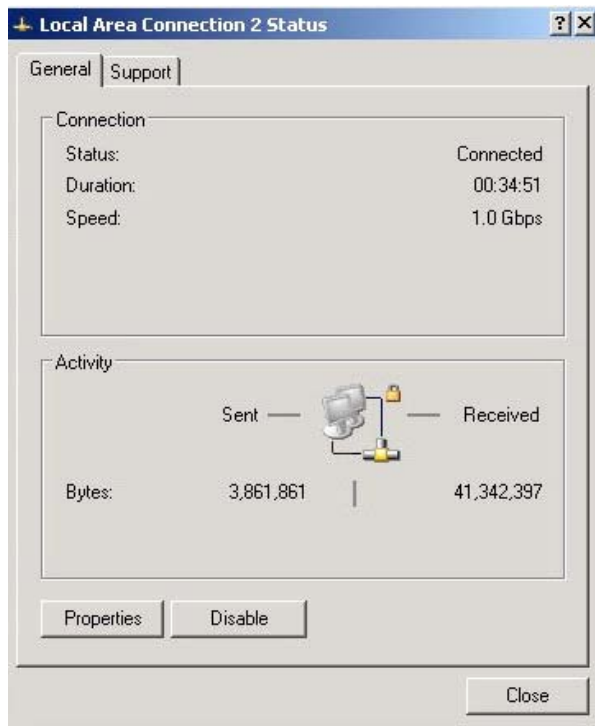 Local Area Connection 2 Status
General Support
Connection
Status: Connected
Duration: 00:34:51
Speed: 1.0 Gbps
Activity
Sent Received
Bytes: 3,861,861 41,342,397
Properties Disable
Close